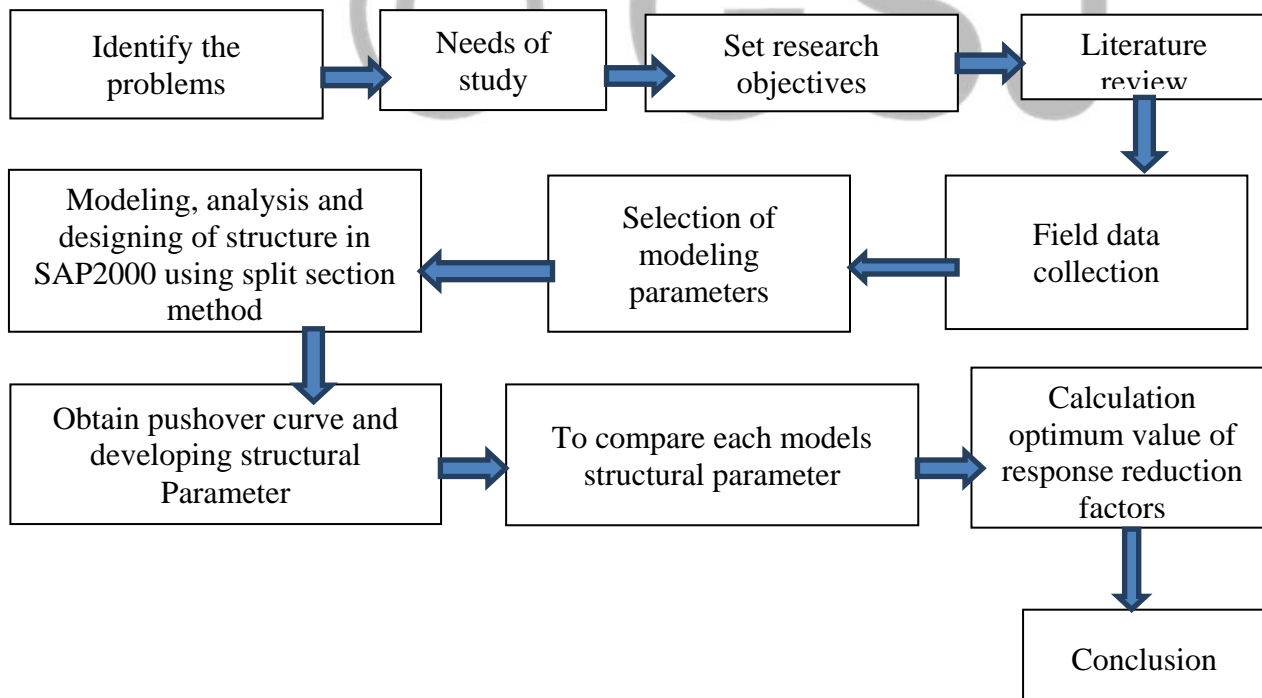 Identify the
problems
Needs of
study
Set research
objectives
Literature
review
Field data
collection
Selection of
modeling
parameters
Modeling, analysis and
designing of structure in
SAP2000 using split section
method
Obtain pushover curve and
developing structural
Parameter
To compare each models
structural parameter
Calculation
optimum value of
response reduction
factors
Conclusion